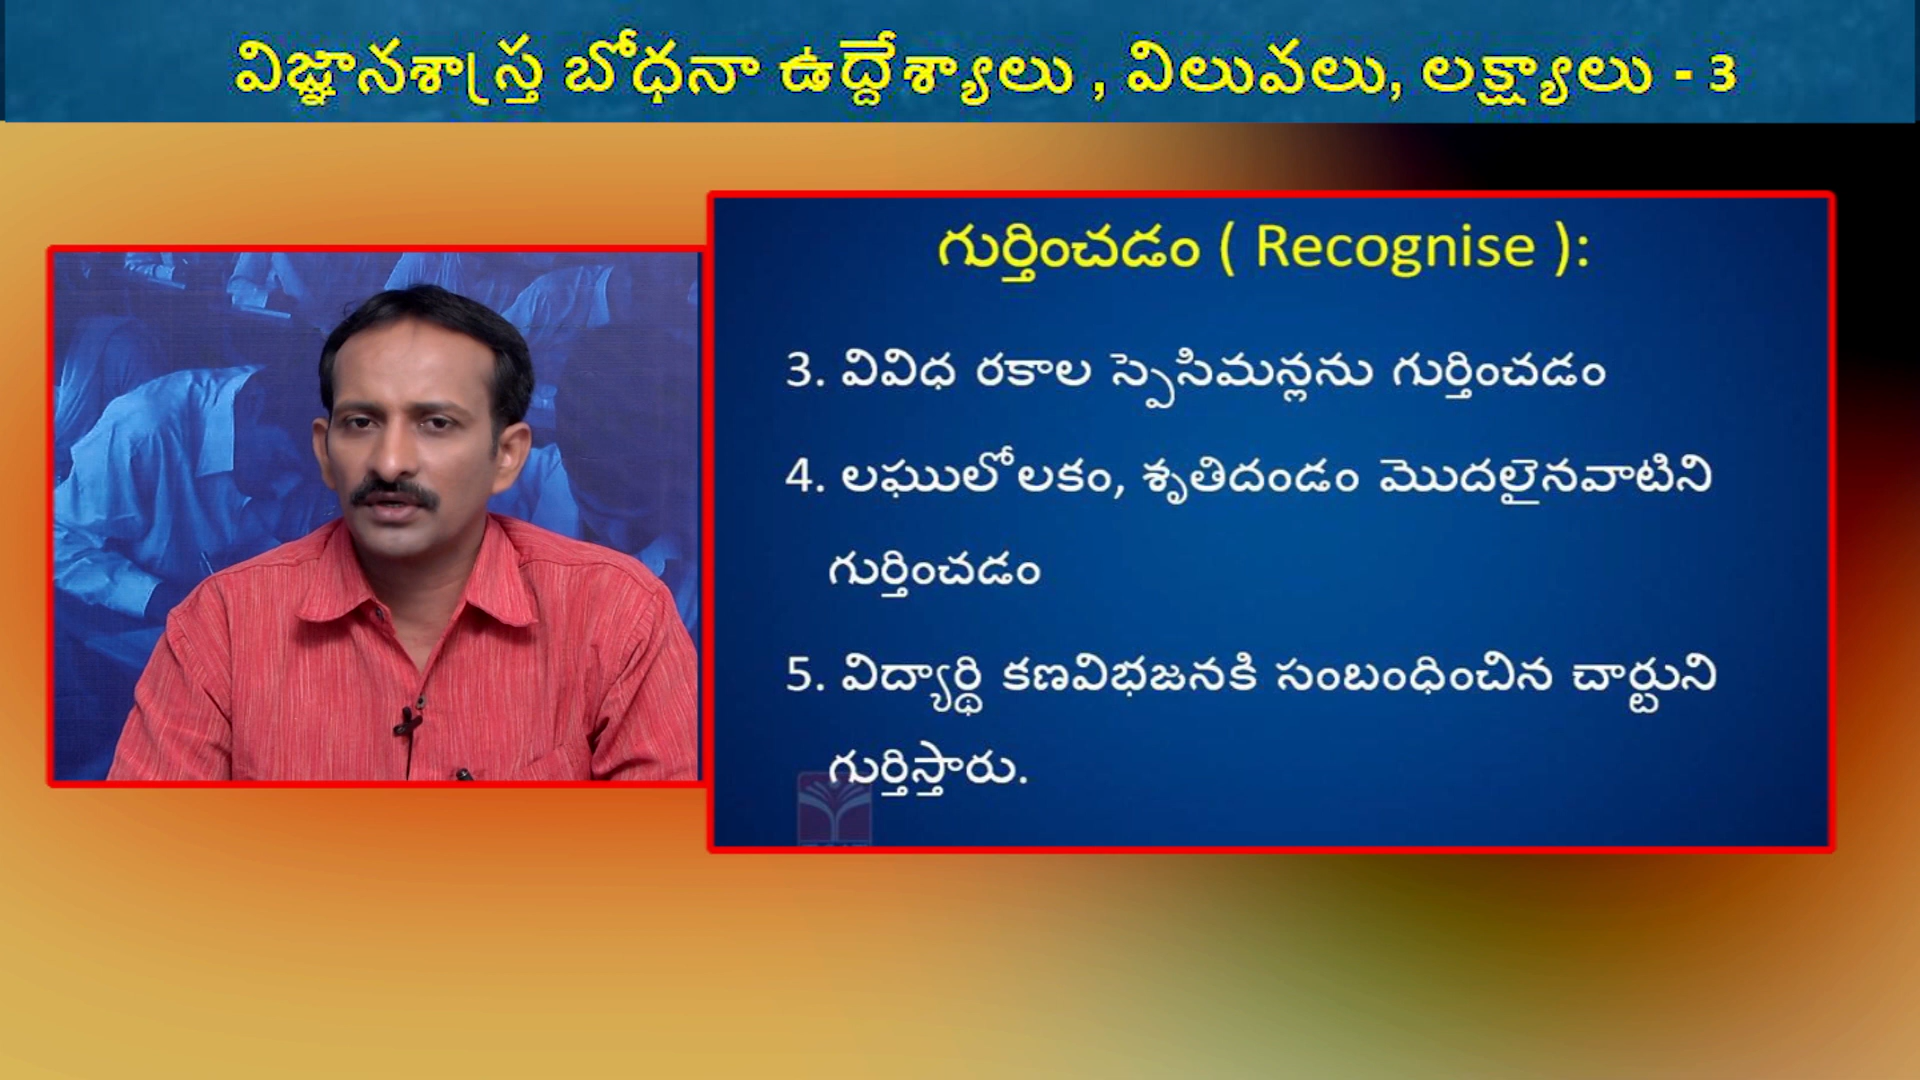 విజ్ఞానశాస్త్ర బోధనా ఉద్దేశ్యాలు , విలువలు, లక్ష్యాలు - 3
గుర్తించడం ( Recognise ):
3. వివిధ రకాల స్పెసిమన్లను గుర్తించడం
4. లఘులోలకం, శృతిదండం మొదలైనవాటిని
గుర్తించడం
5. విద్యార్థి కణవిభజనకి సంబంధించిన చార్టుని
గుర్తిస్తారు.